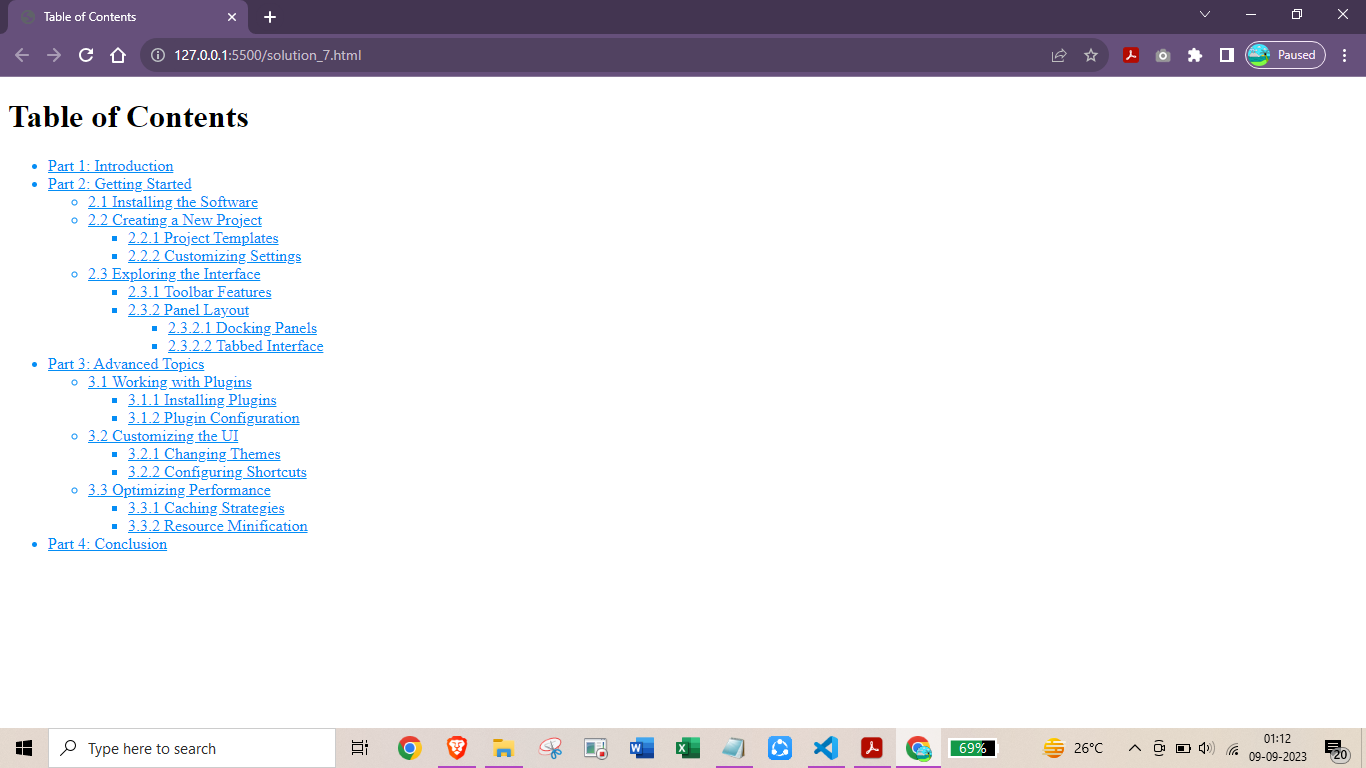 Table of Contents
Paused
127.0.0.1:5500/solution_7.html
Table of Contents
Part 1: Introduction
Part 2: Getting Started
2.1 Installing the Software
2.2 Creating a New Project
2.2.1 Project Templates
2.2.2 Customizing Settings
2.3 Exploring the Interface
2.3.1 Toolbar Features
2.3.2 Panel Layout
2.3.2.1 Docking Panels
2.3.2.2 Tabbed Interface
Part 3: Advanced Topics
3.1 Working with Plugins
3.1.1 Installing Plugins
3.1.2 Plugin Configuration
3.2 Customizing the UI
3.2.1 Changing Themes
3.2.2 Configuring Shortcuts
3.3 Optimizing Performance
3.3.1 Caching Strategies
3.3.2 Resource Minification
Part 4: Conclusion
Type here to search
69%
26°C
01:12
09-09-2023
20